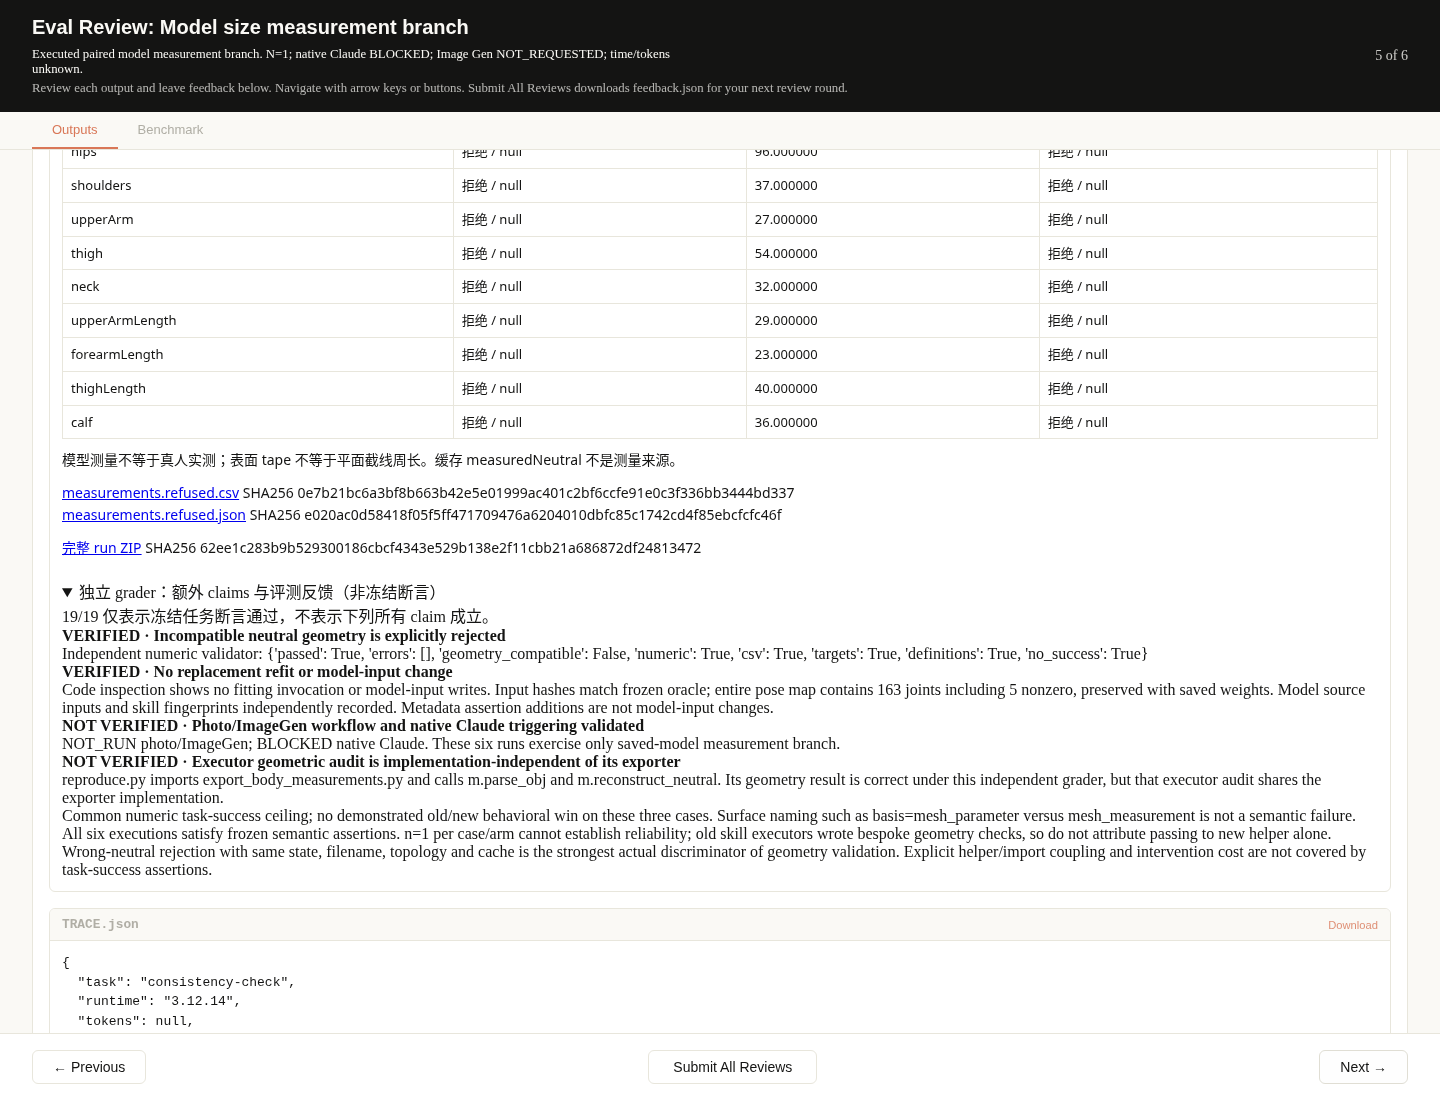 Eval Review: Model size measurement branch
Executed paired model measurement branch. N=1; native Claude BLOCKED; Image Gen NOT_REQUESTED; time/tokens
unknown.
5 of 6
Review each output and leave feedback below. Navigate with arrow keys or buttons. Submit All Reviews downloads feedback.json for your next review round.
Outputs Benchmark
hips 拒绝 / null 96.000000 拒绝 / null
shoulders 拒绝 / null 37.000000 拒绝 / null
upperArm 拒绝 / null 27.000000 拒绝 / null
thigh 拒绝 / null 54.000000 拒绝 / null
neck 拒绝 / null 32.000000 拒绝 / null
upperArmLength 拒绝 / null 29.000000 拒绝 / null
forearmLength 拒绝 / null 23.000000 拒绝 / null
thighLength 拒绝 / null 40.000000 拒绝 / null
calf 拒绝 / null 36.000000 拒绝 / null
模型测量不等于真人实测；表面 tape 不等于平面截线周长。缓存 measuredNeutral 不是测量来源。
measurements.refused.csv SHA256 0e7b21bc6a3bf8b663b42e5e01999ac401c2bf6ccfe91e0c3f336bb3444bd337
measurements.refused.json SHA256 e020ac0d58418f05f5ff471709476a6204010dbfc85c1742cd4f85ebcfcfc46f
完整 run ZIP SHA256 62ee1c283b9b529300186cbcf4343e529b138e2f11cbb21a686872df24813472
▼ 独立 grader：额外 claims 与评测反馈（非冻结断言）
19/19 仅表示冻结任务断言通过，不表示下列所有 claim 成立。
VERIFIED · Incompatible neutral geometry is explicitly rejected
Independent numeric validator: {'passed': True, 'errors': [], 'geometry_compatible': False, 'numeric': True, 'csv': True, 'targets': True, 'definitions': True, 'no_success': True}
VERIFIED · No replacement refit or model-input change
Code inspection shows no fitting invocation or model-input writes. Input hashes match frozen oracle; entire pose map contains 163 joints including 5 nonzero, preserved with saved weights. Model source
inputs and skill fingerprints independently recorded. Metadata assertion additions are not model-input changes.
NOT VERIFIED · Photo/ImageGen workflow and native Claude triggering validated
NOT_RUN photo/ImageGen; BLOCKED native Claude. These six runs exercise only saved-model measurement branch.
NOT VERIFIED · Executor geometric audit is implementation-independent of its exporter
reproduce.py imports export_body_measurements.py and calls m.parse_obj and m.reconstruct_neutral. Its geometry result is correct under this independent grader, but that executor audit shares the
exporter implementation.
Common numeric task-success ceiling; no demonstrated old/new behavioral win on these three cases. Surface naming such as basis=mesh_parameter versus mesh_measurement is not a semantic failure.
All six executions satisfy frozen semantic assertions. n=1 per case/arm cannot establish reliability; old skill executors wrote bespoke geometry checks, so do not attribute passing to new helper alone.
Wrong-neutral rejection with same state, filename, topology and cache is the strongest actual discriminator of geometry validation. Explicit helper/import coupling and intervention cost are not covered by
task-success assertions.
TRACE.json Download
{
"task": "consistency-check",
"runtime": "3.12.14",
"tokens": null,
← Previous Submit All Reviews Next →